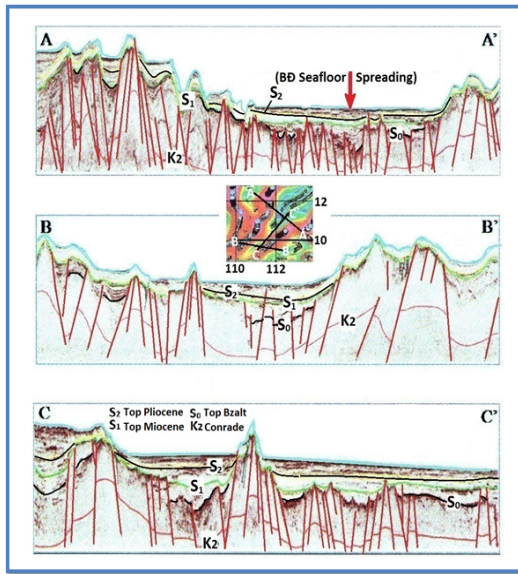 A A'
(BĐ Seafloor Spreading)
S2
S1
S0
K2
A
C
12
B
A
10
C
B
110 112
B B'
S2
S1
S0
K2
C C'
S2 Top Pliocene S0 Top Bzalt
S1 Top Miocene K2 Conrade
S2
S1
S0
K2